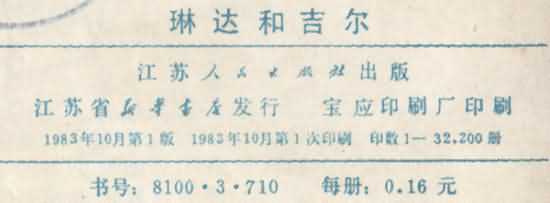 琳达和吉尔
江苏人民出版社出版
江苏省新华书店发行 宝应印刷厂印刷
1983年10月第1版 1983年10月第1次印刷 印数1—32,200册
书号：8100·3·710 每册：0.16元